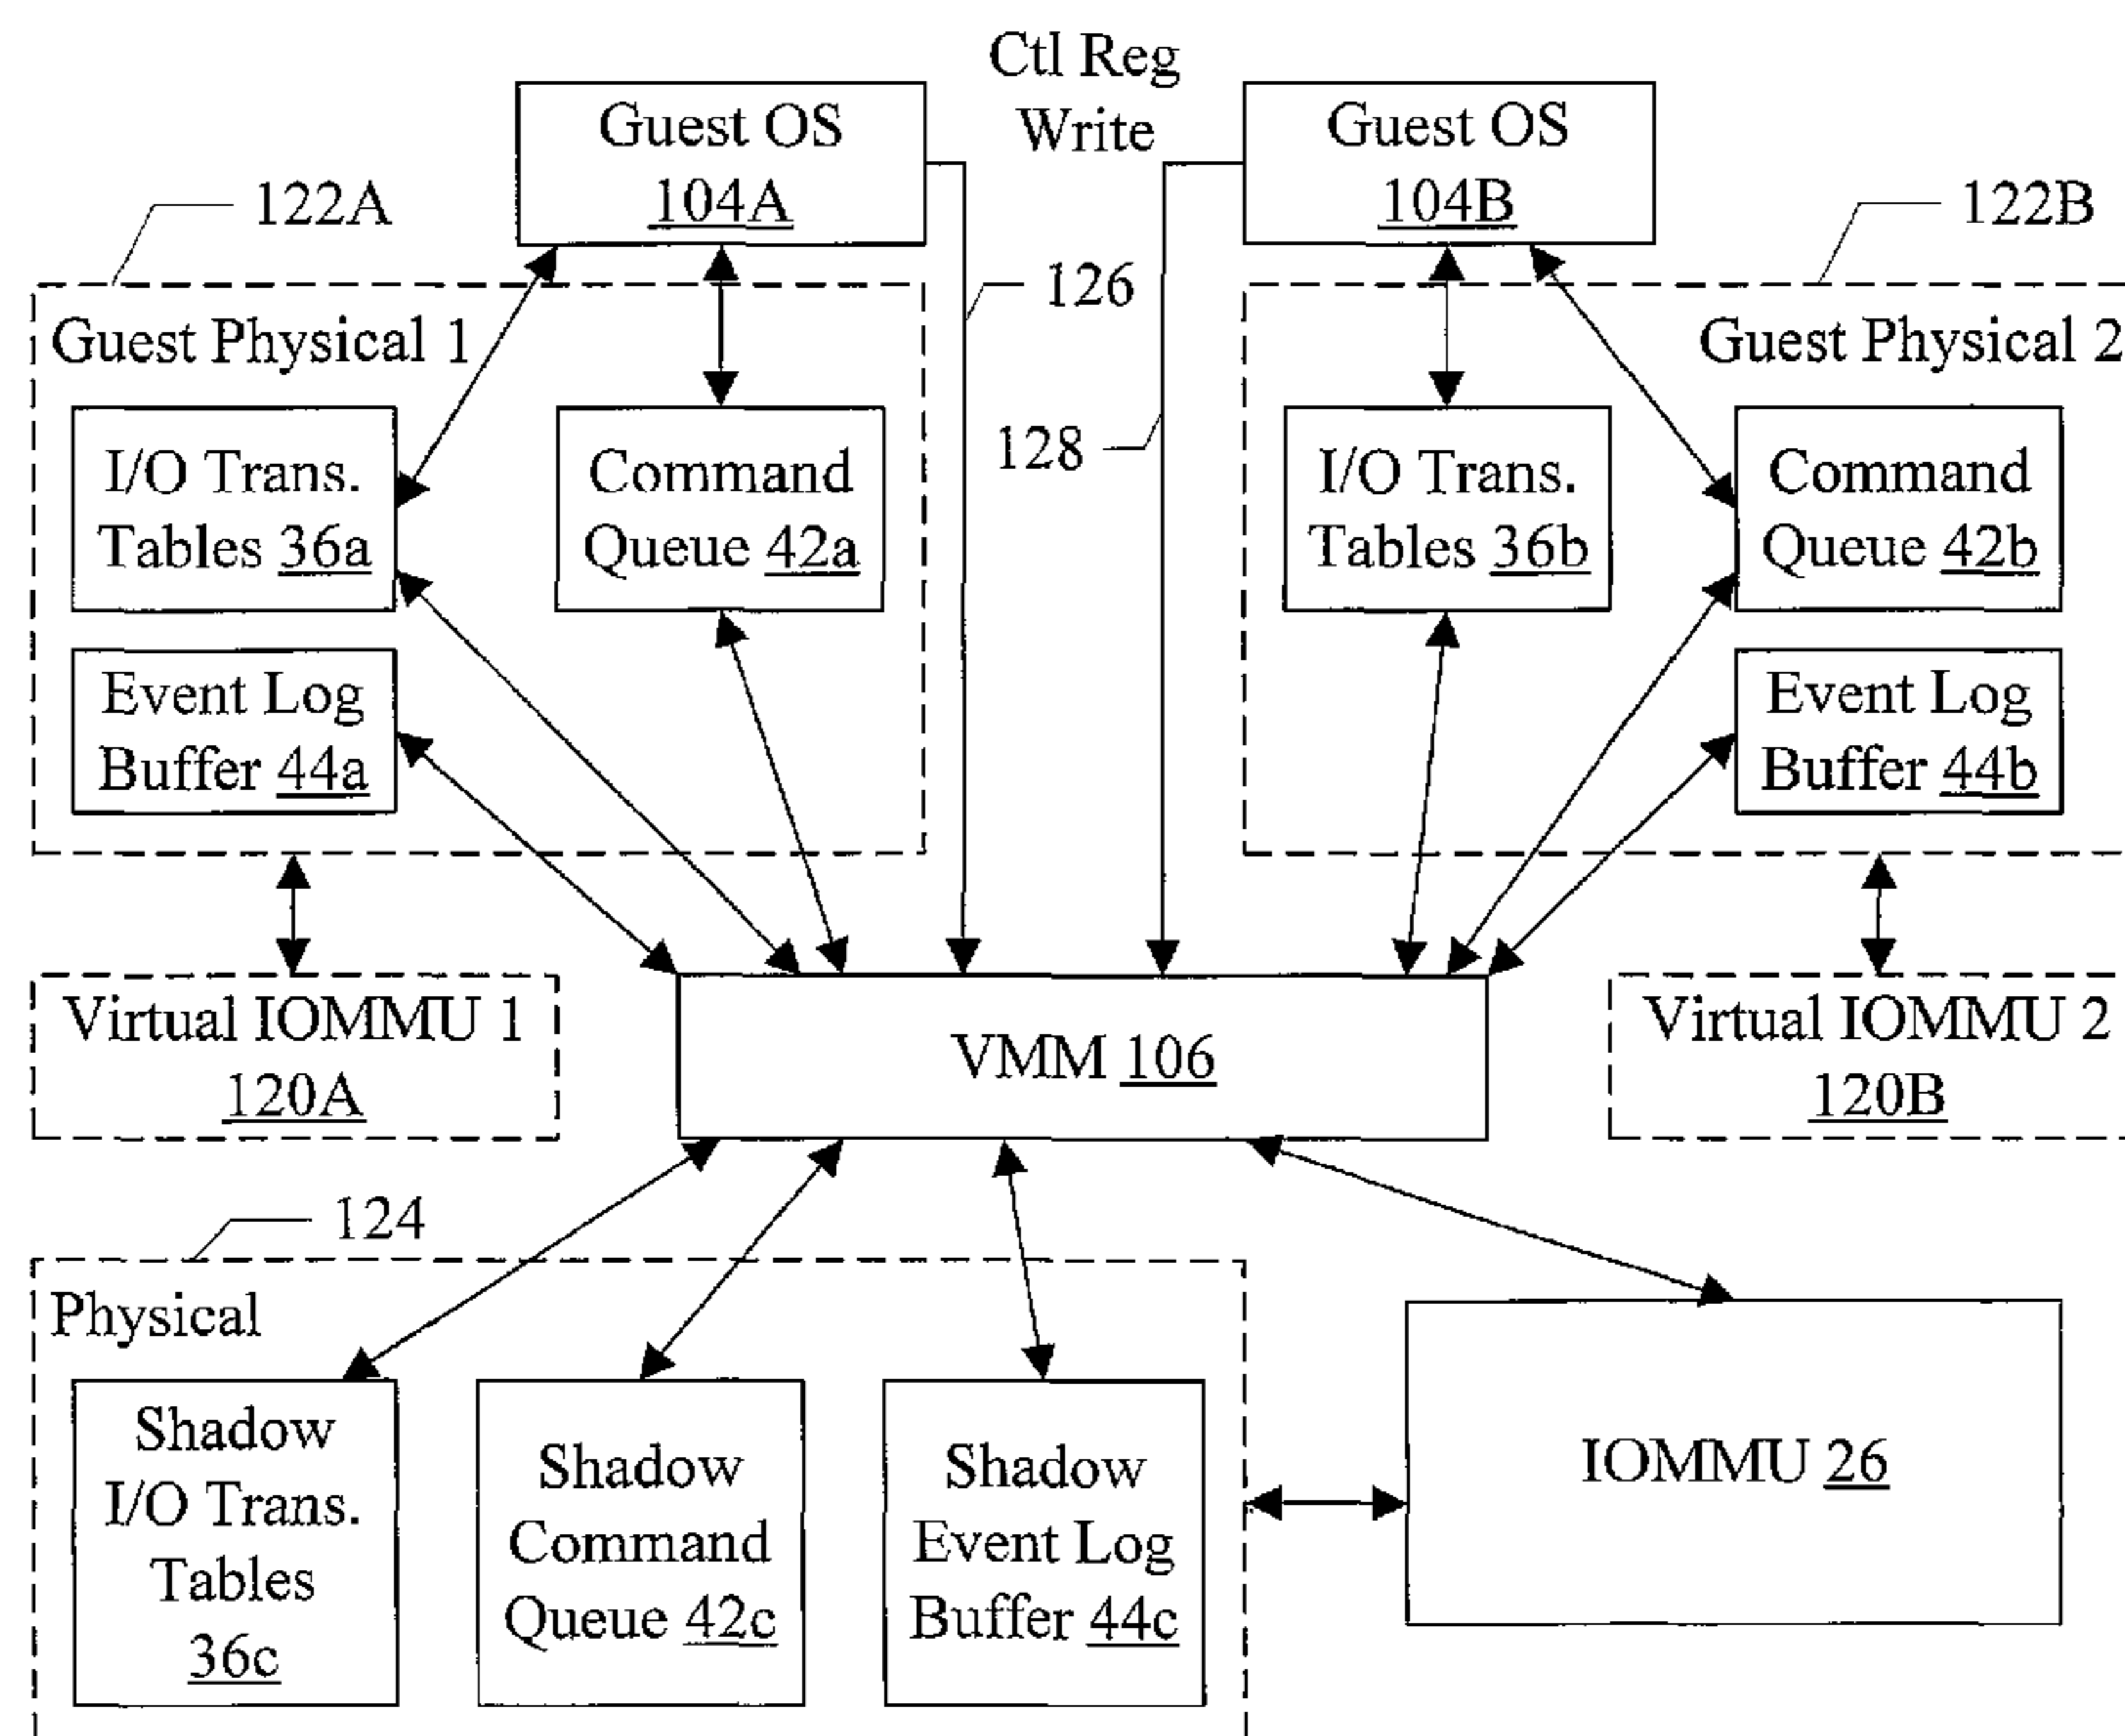 Ctl Reg
Write
Guest OS
104A
Guest OS
104B
122A
122B
126
128
Guest Physical 1
I/O Trans.
Tables 36a
Command
Queue 42a
Event Log
Buffer 44a
Guest Physical 2
I/O Trans.
Tables 36b
Command
Queue 42b
Event Log
Buffer 44b
Virtual IOMMU 1
120A
VMM 106
Virtual IOMMU 2
120B
124
Physical
Shadow
I/O Trans.
Tables
36c
Shadow
Command
Queue 42c
Shadow
Event Log
Buffer 44c
IOMMU 26